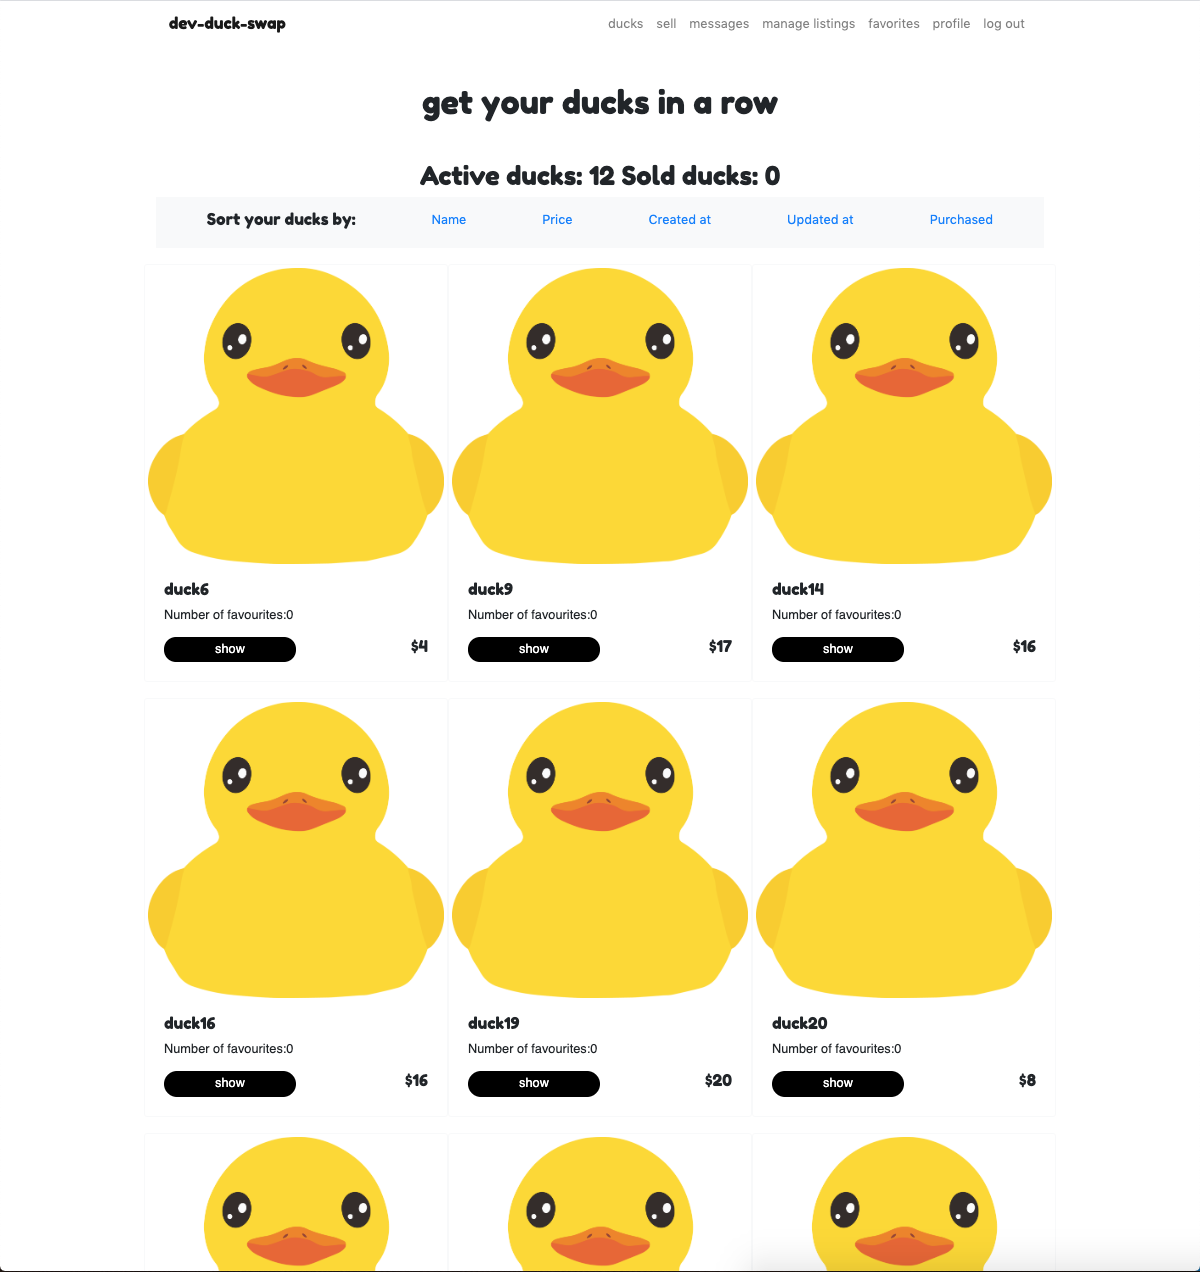 dev-duck-swap ducks sell messages manage listings favorites profile log out
get your ducks in a row
Active ducks: 12 Sold ducks: 0
Sort your ducks by: Name Price Created at Updated at Purchased
duck6 duck9 duck14
Number of favourites:0 Number of favourites:0 Number of favourites:0
show $4 show $17 show $16
duck16 duck19 duck20
Number of favourites:0 Number of favourites:0 Number of favourites:0
show $16 show $20 show $8